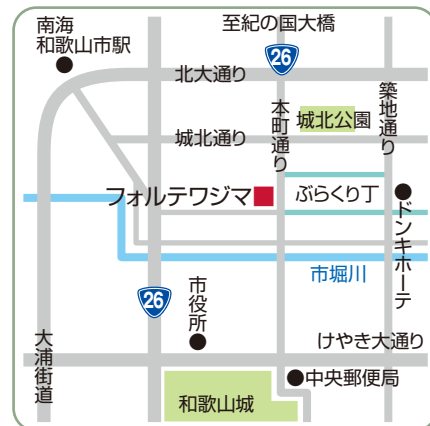 南海
和歌山市駅
至紀の国大橋
26
北大通り
築地通り
本町通り
城北公園
城北通り
フォルテワジマ
ぶらくり丁
ドンキホーテ
市堀川
26
市役所
大浦街道
けやき大通り
中央郵便局
和歌山城